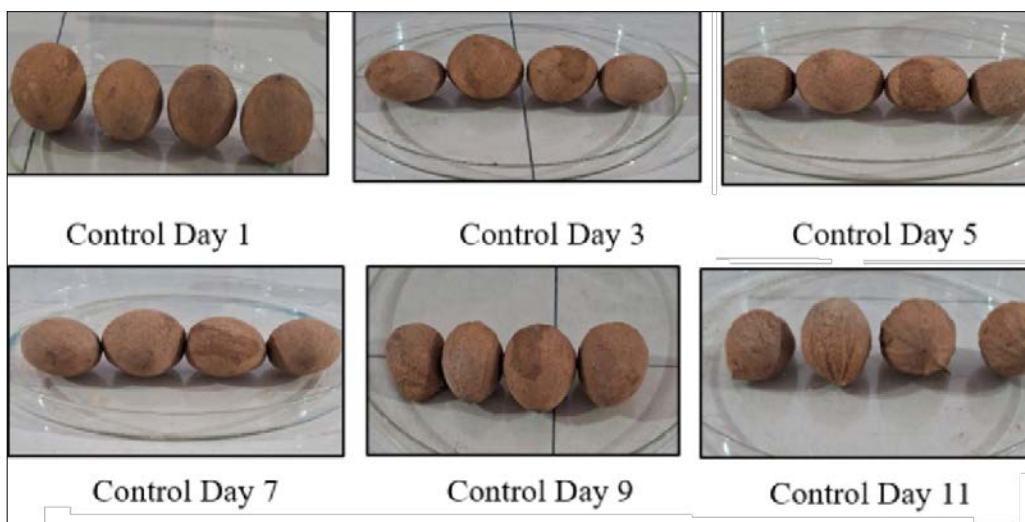 Control Day 1
Control Day 3
Control Day 5
Control Day 7
Control Day 9
Control Day 11